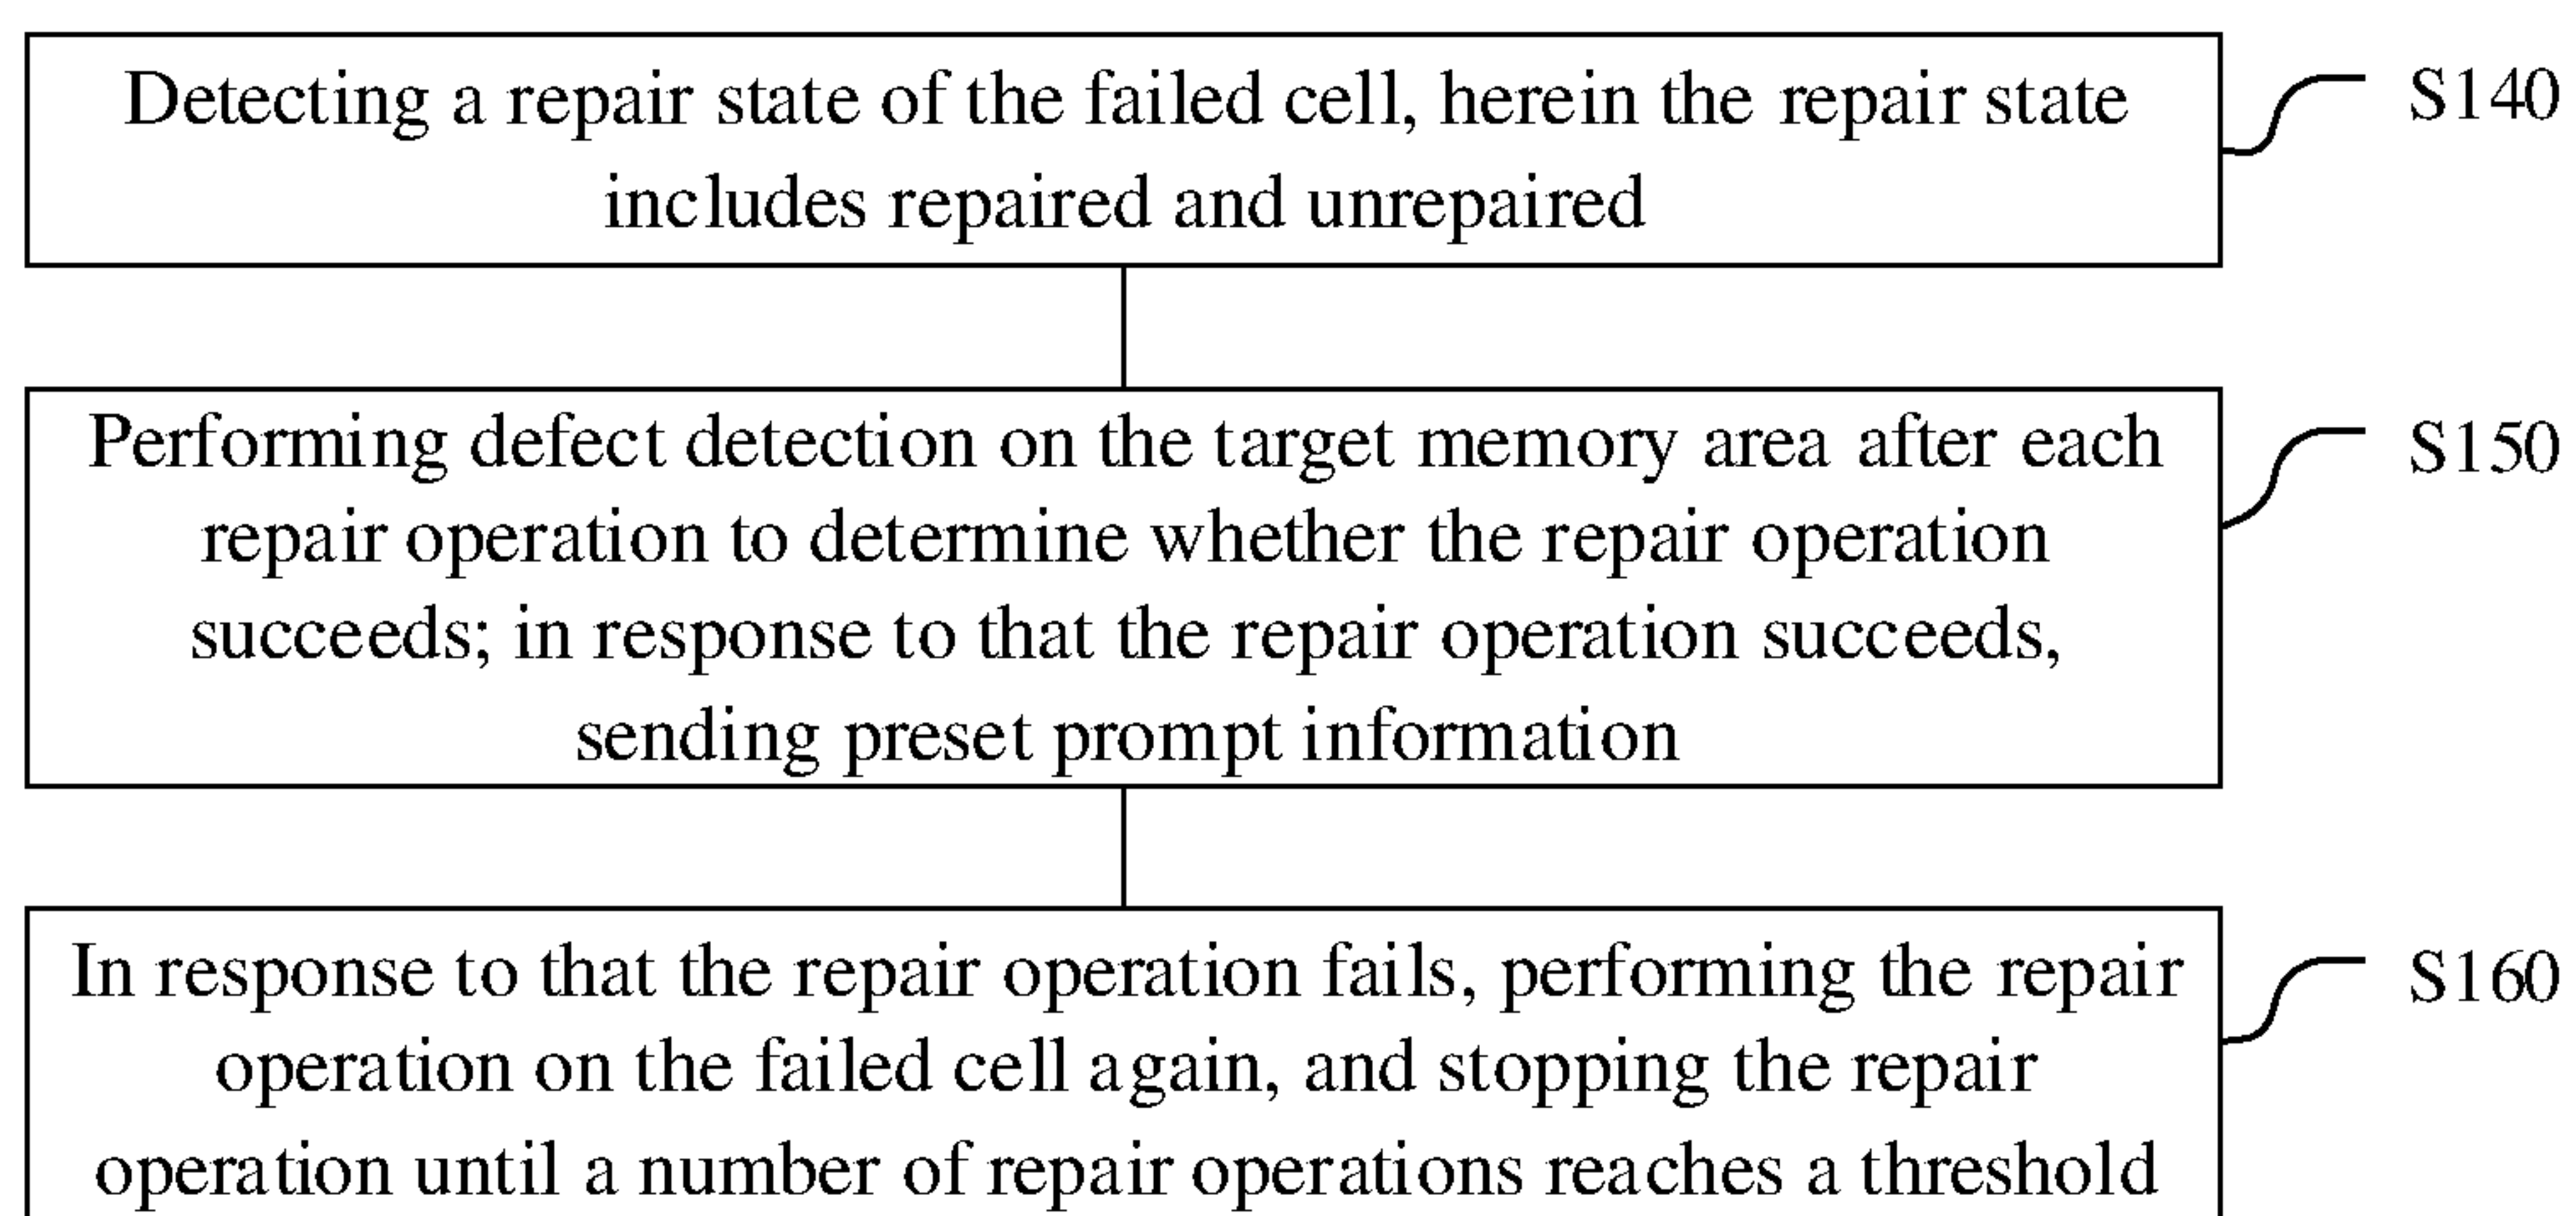 Detecting a repair state of the failed cell, herein the repair state
includes repaired and unrepaired
S140
Performing defect detection on the target memory area after each
repair operation to determine whether the repair operation
succeeds; in response to that the repair operation succeeds,
sending preset prompt information
S150
In response to that the repair operation fails, performing the repair
operation on the failed cell again, and stopping the repair
operation until a number of repair operations reaches a threshold
S160